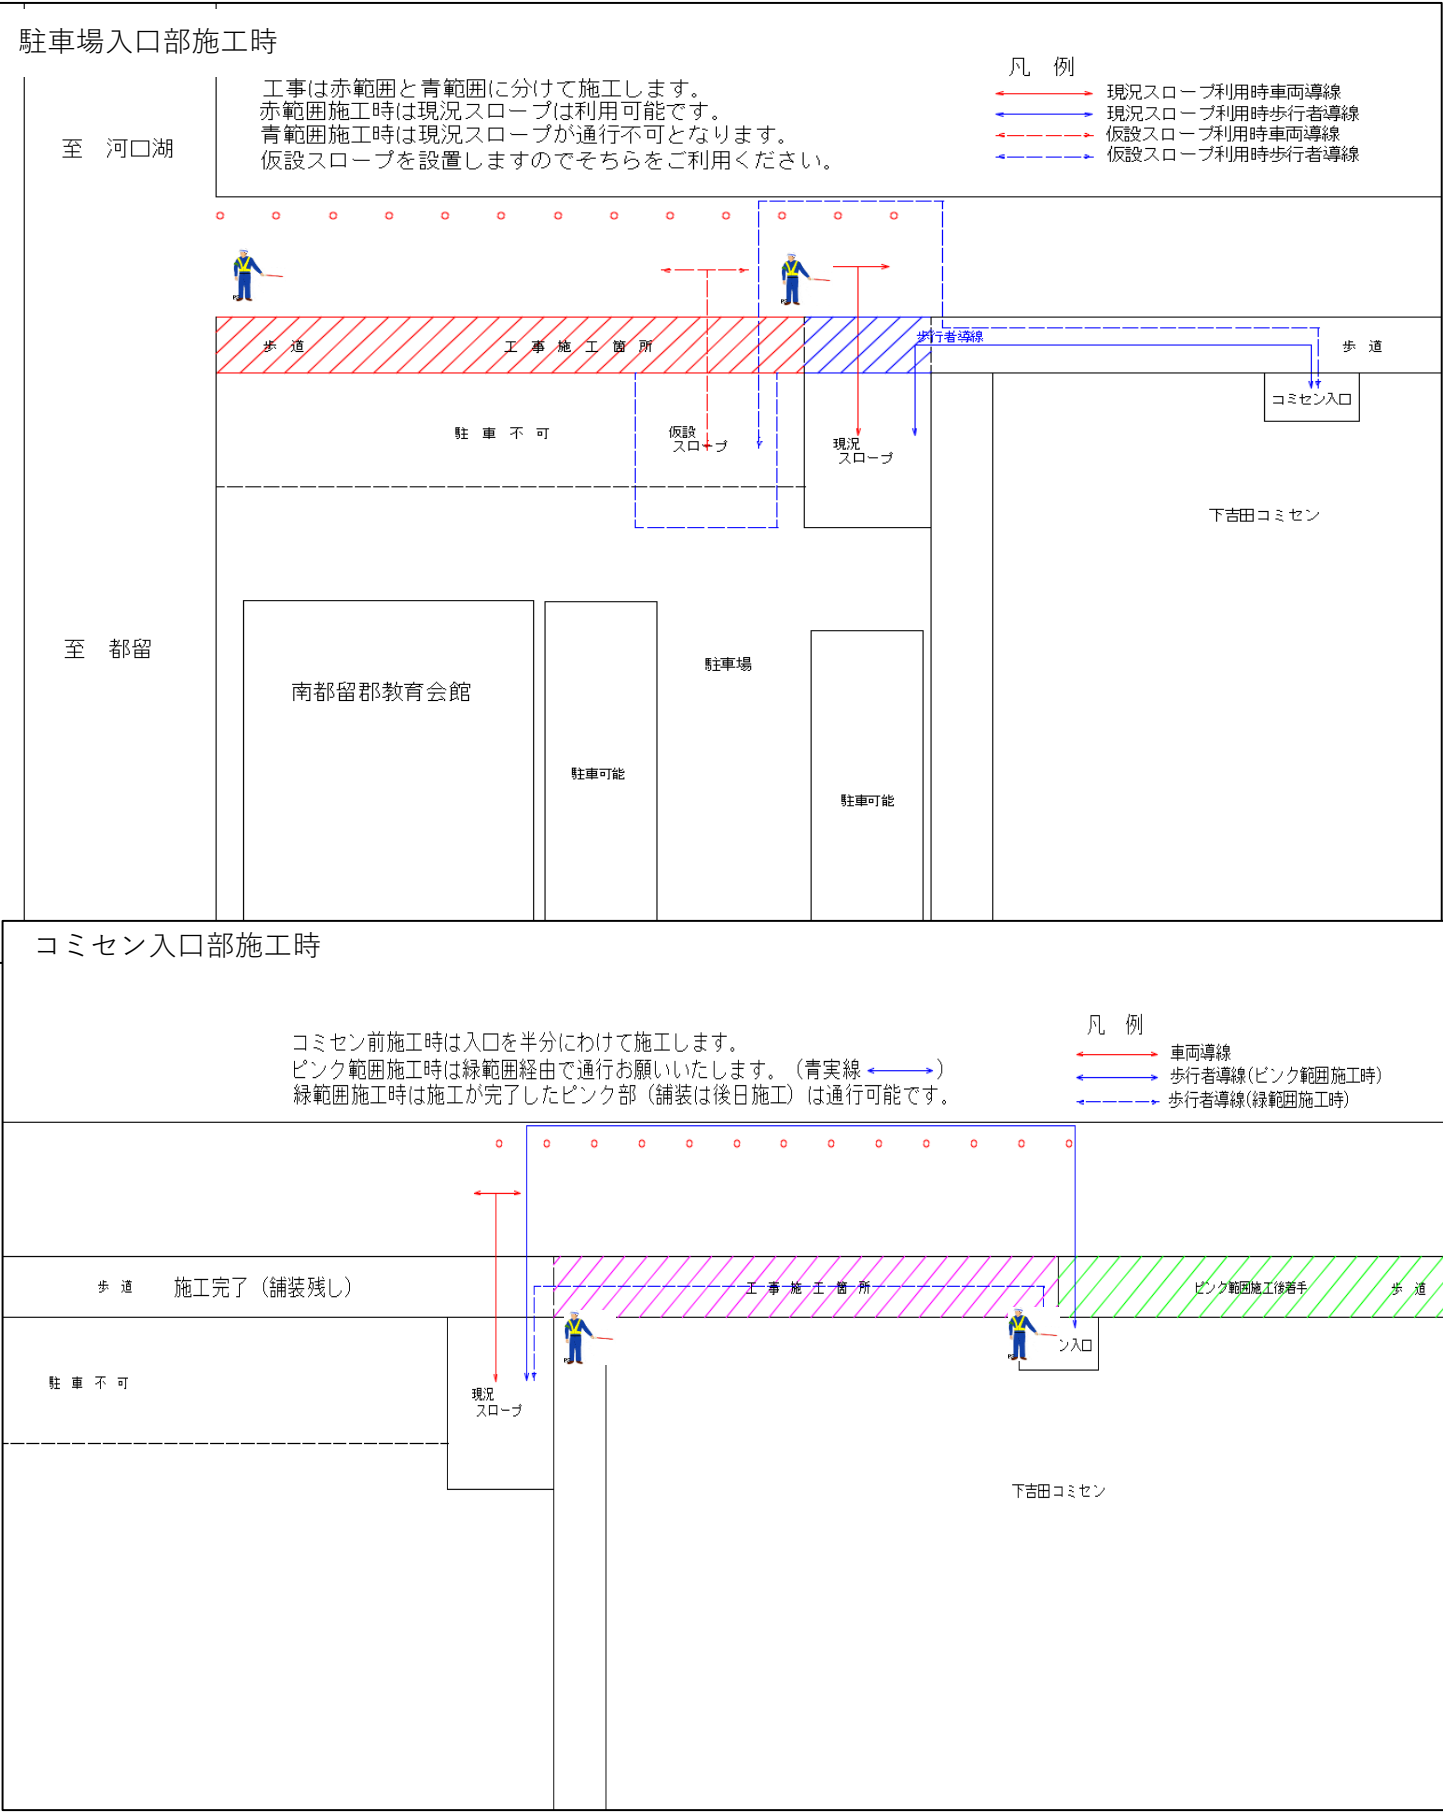 駐車場入口部施工時
工事は赤範囲と青範囲に分けて施工します。
赤範囲施工時は現況スロープは利用可能です。
青範囲施工時は現況スロープが通行不可となります。
仮設スロープを設置しますのでそちらをご利用ください。
凡 例
現況スロープ利用時車両導線
現況スロープ利用時歩行者導線
仮設スロープ利用時車両導線
仮設スロープ利用時歩行者導線
至 河口湖
歩 道
工 事 施 工 箇 所
歩行者導線
歩 道
コミセン入口
駐 車 不 可
仮設
スロープ
現況
スロープ
下吉田コミセン
至 都留
南都留郡教育会館
駐車場
駐車可能
駐車可能
コミセン入口部施工時
コミセン前施工時は入口を半分にわけて施工します。
ピンク範囲施工時は緑範囲経由で通行お願いいたします。（青実線 ）
緑範囲施工時は施工が完了したピンク部（舗装は後日施工）は通行可能です。
凡 例
車両導線
歩行者導線(ピンク範囲施工時)
歩行者導線(緑範囲施工時)
歩 道 施工完了（舗装残し）
工 事 施 工 箇 所
ピンク範囲施工後着手
歩 道
ン入口
駐 車 不 可
現況
スロープ
下吉田コミセン